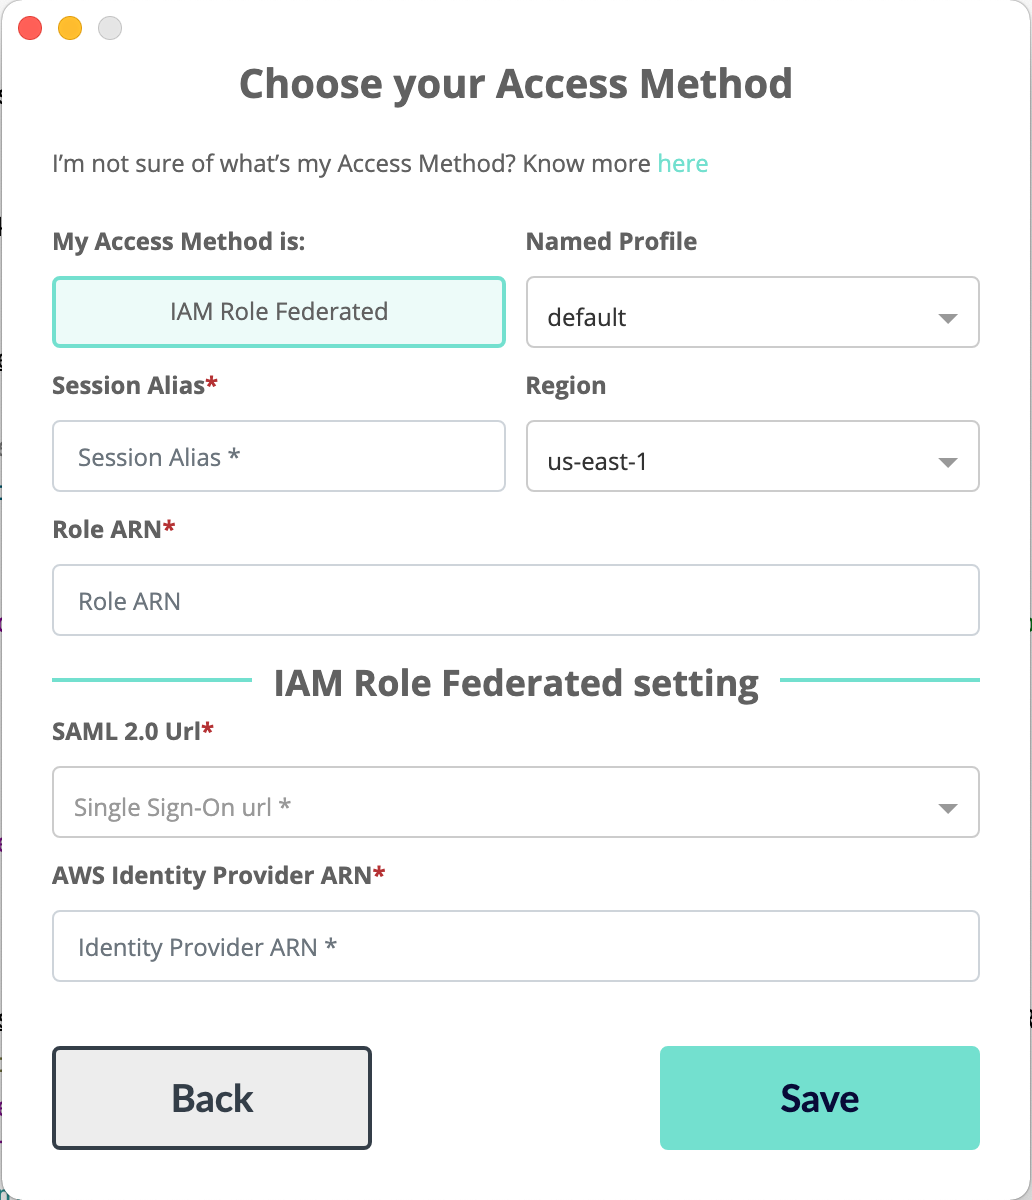 Choose your Access Method
I’m not sure of what’s my Access Method? Know more here
My Access Method is:
Named Profile
IAM Role Federated
default
Session Alias*
Region
Session Alias *
us-east-1
Role ARN*
Role ARN
IAM Role Federated setting
SAML 2.0 Url*
Single Sign-On url *
AWS Identity Provider ARN*
Identity Provider ARN *
Back
Save